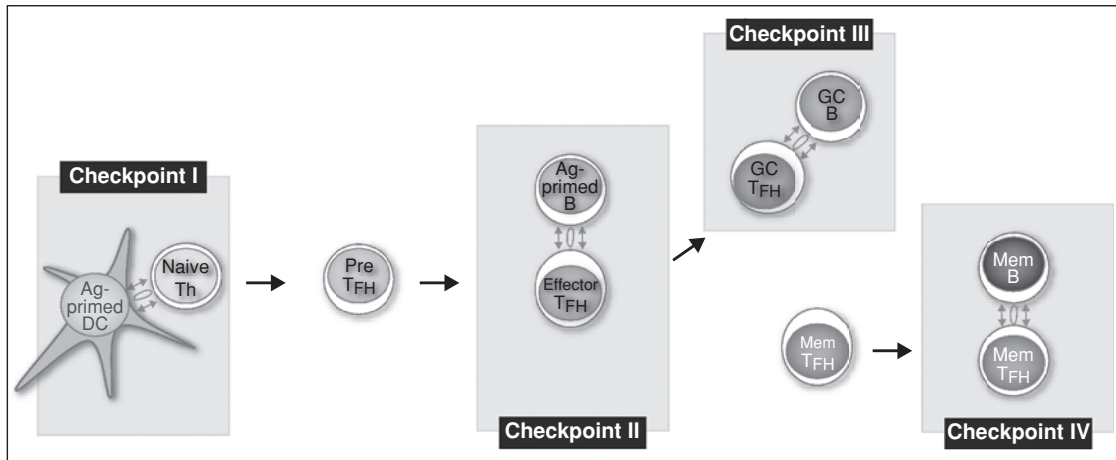 Checkpoint I
Ag-
primed
DC
Naive
Th
Pre
TFH
Checkpoint II
Ag-
primed
B
Effector
TFH
Checkpoint III
GC
B
GC
TFH
Mem
TFH
Mem
B
Mem
TFH
Checkpoint IV